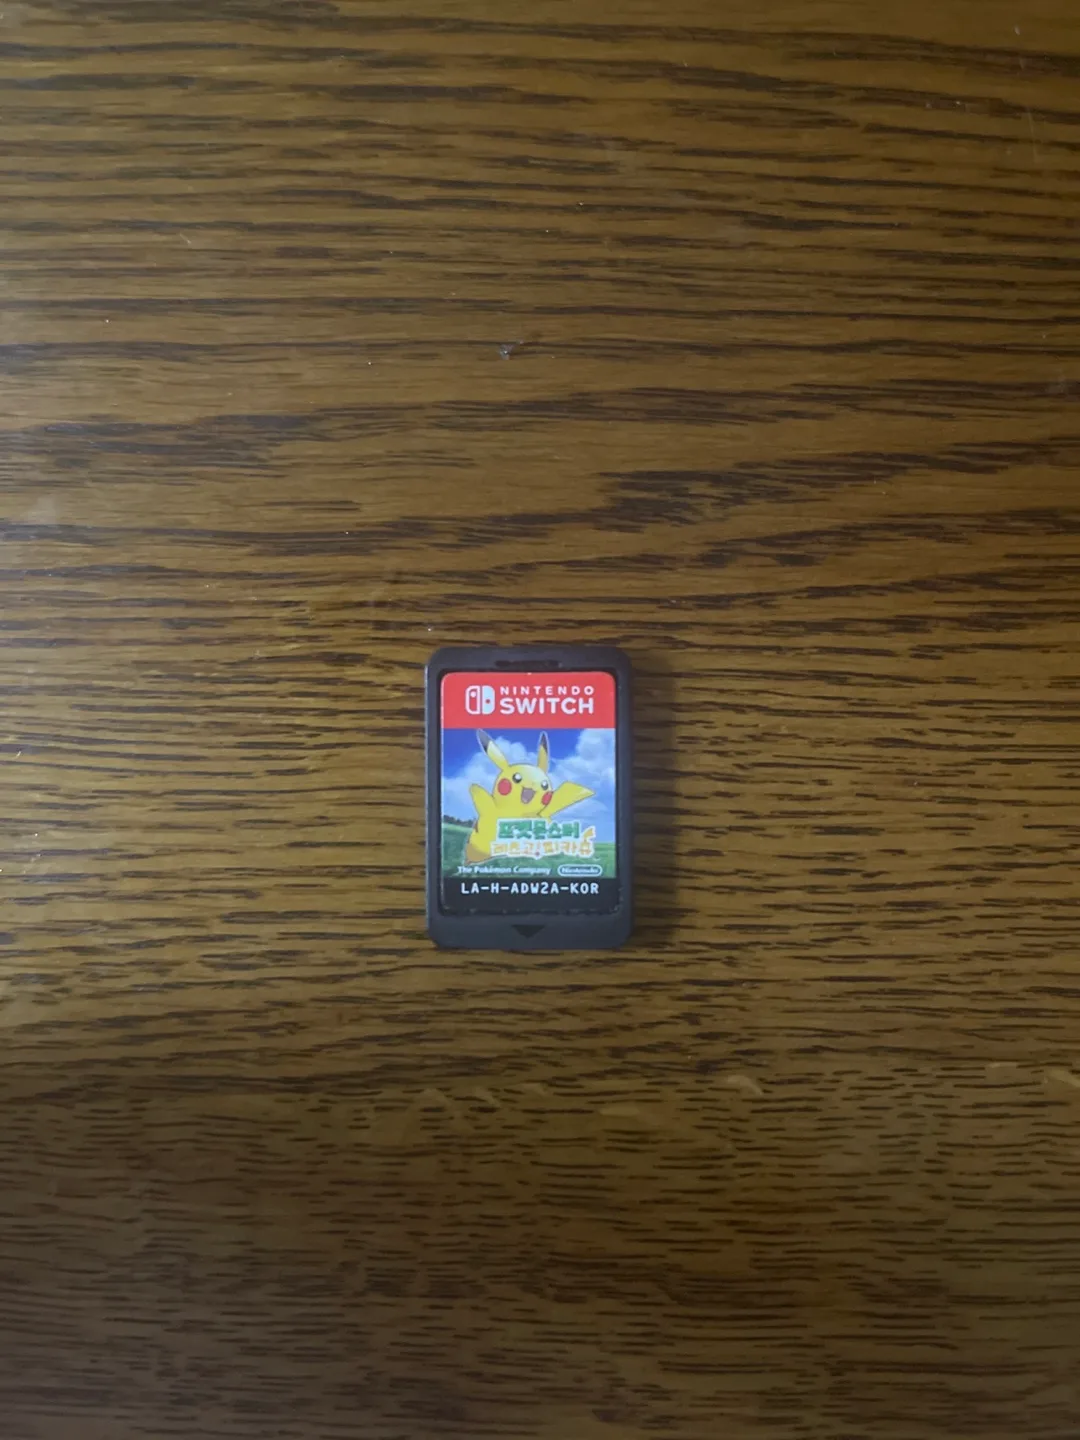 NINTENDO
SWITCH
포켓몬스터
레츠고! 피카츄
The Pokémon Company Nintendo
LA-H-ADW2A-KOR